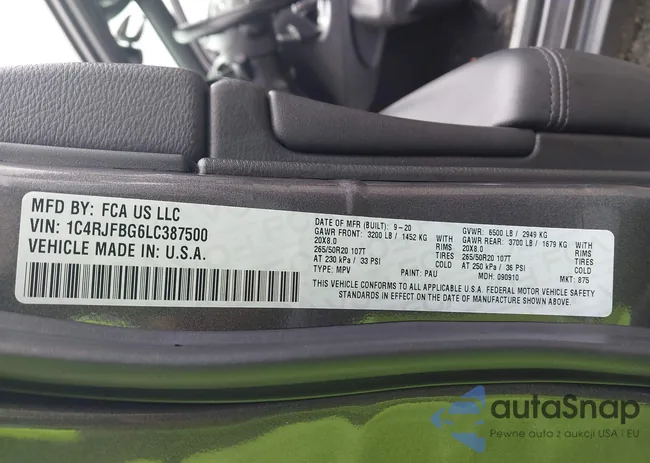 MFD BY: FCA US LLC
VIN: 1C4RJFBG6LC387500
VEHICLE MADE IN: U.S.A.
DATE OF MFR (BUILT): 9-20 GVWR: 6500 LB / 2949 KG
GAWR FRONT: 3200 LB / 1452 KG WITH GAWR REAR: 3700 LB / 1679 KG WITH
20X8.0 RIMS 20X8.0 RIMS
265/50R20 107T TIRES 265/50R20 107T TIRES
AT 230 kPa / 33 PSI COLD AT 250 kPa / 36 PSI COLD
TYPE: MPV PAINT: PAU MDH: 090910 MKT: 875
THIS VEHICLE CONFORMS TO ALL APPLICABLE U.S.A. FEDERAL MOTOR VEHICLE SAFETY
STANDARDS IN EFFECT ON THE DATE OF MANUFACTURE SHOWN ABOVE.
autaSnap
Pewne auta z aukcji USA i EU